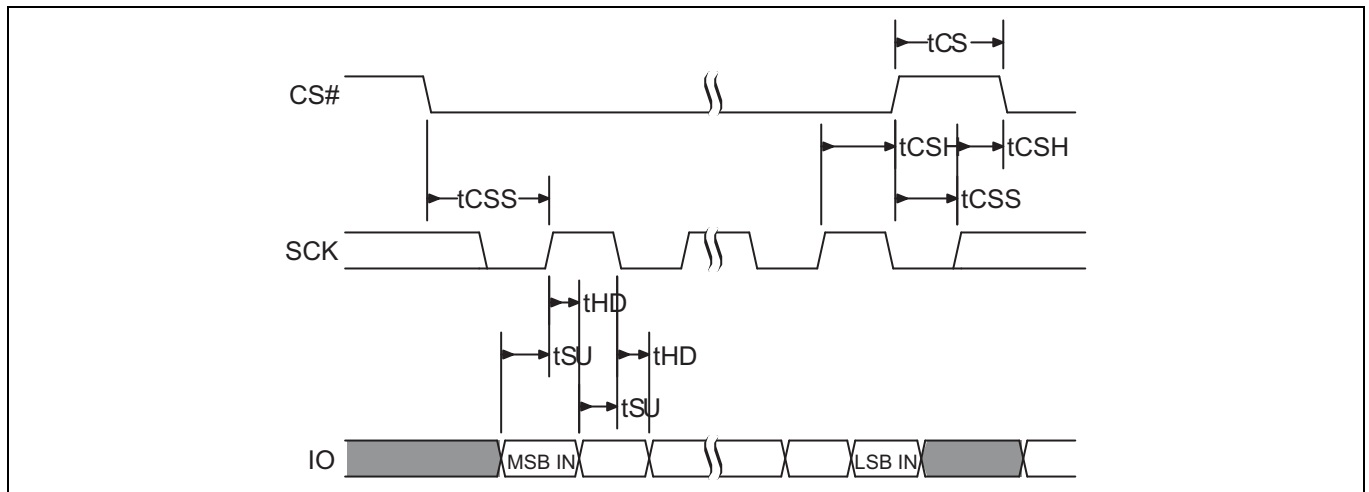 tCS
CS#
tCSH
tCSH
tCSS
tCSS
SCK
tHD
tSU
tHD
tSU
IO
MSB IN
LSB IN